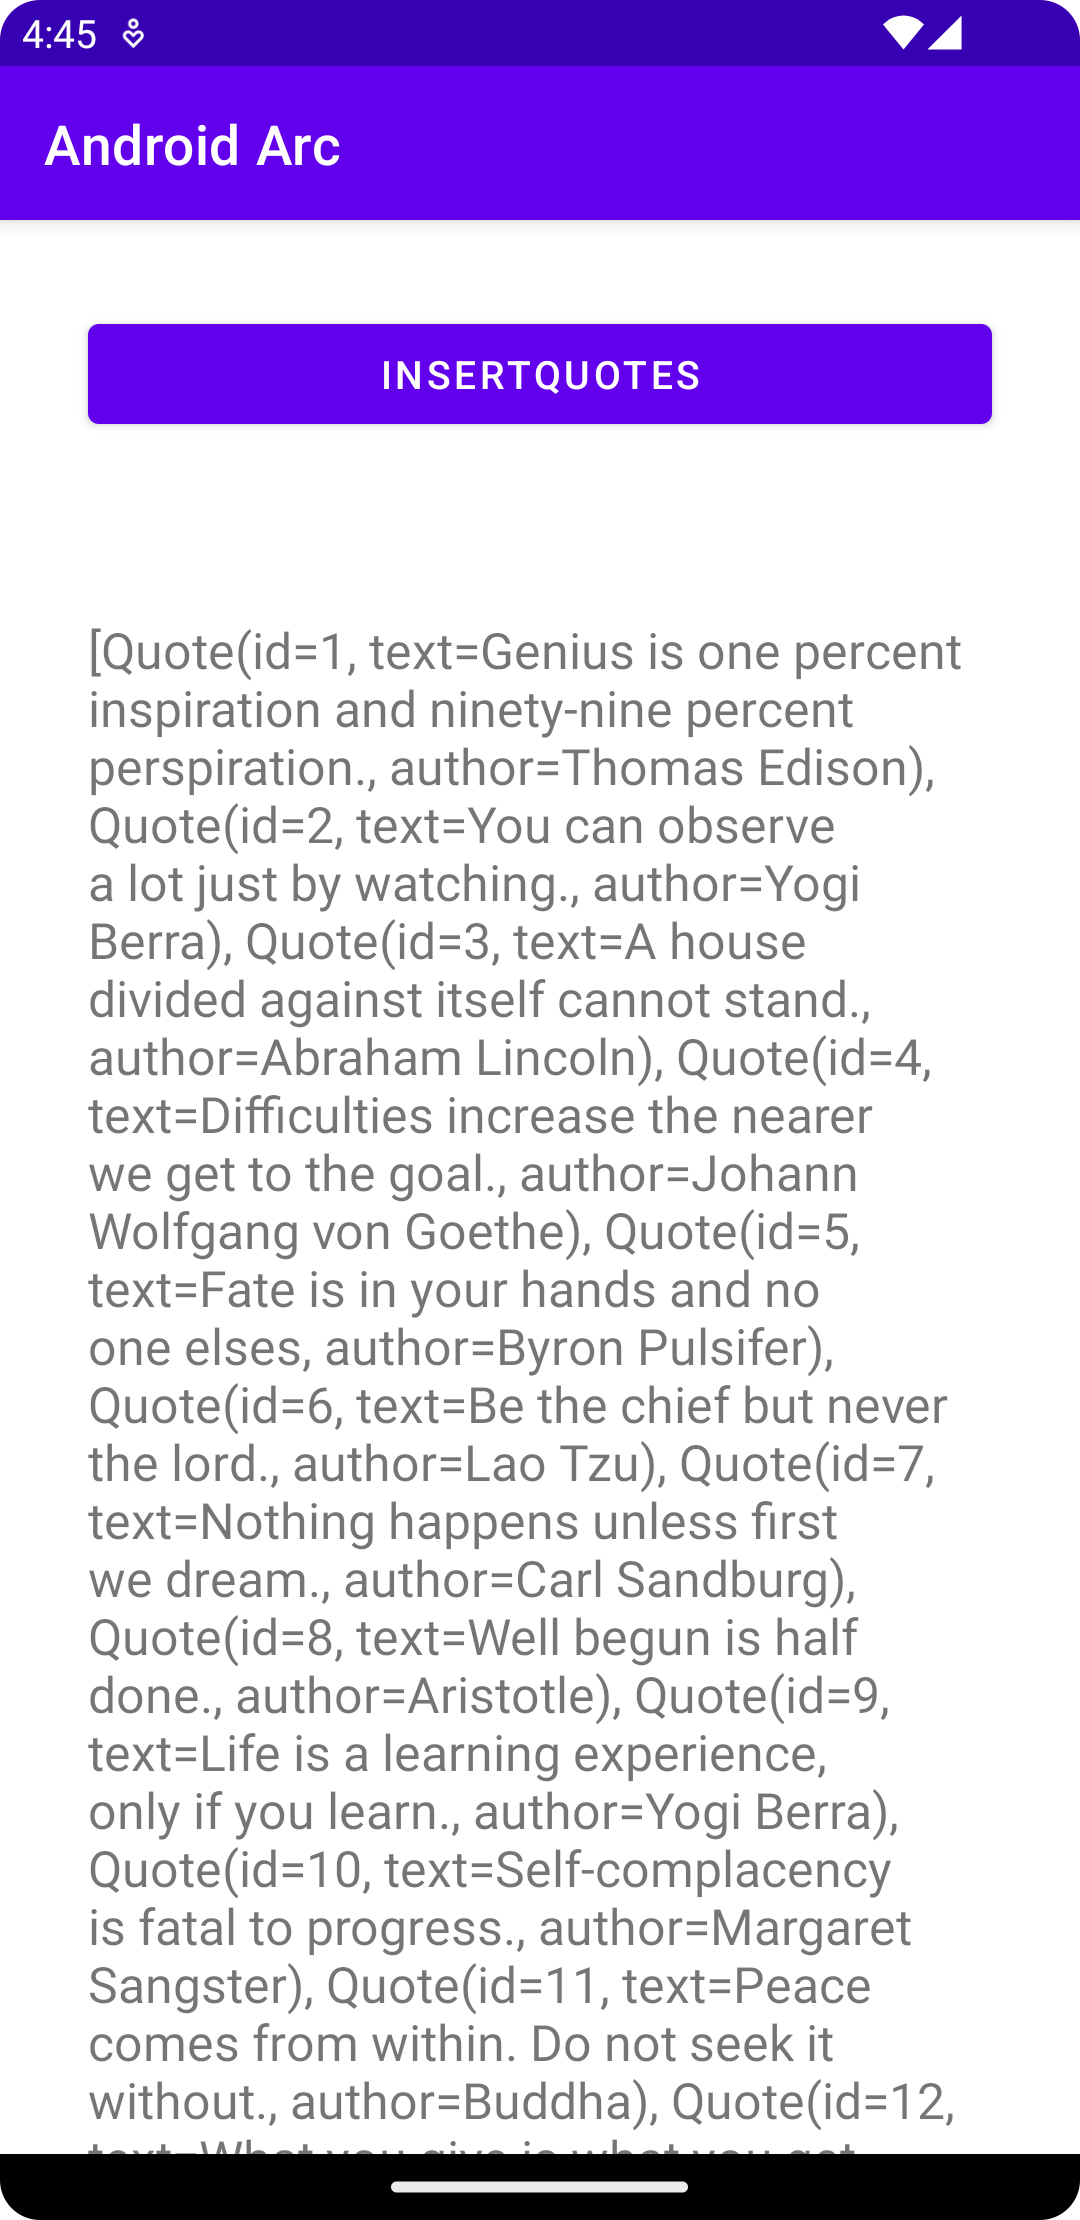 4:45
Android Arc
INSERTQUOTES
[Quote(id=1, text=Genius is one percent
inspiration and ninety-nine percent
perspiration., author=Thomas Edison),
Quote(id=2, text=You can observe
a lot just by watching., author=Yogi
Berra), Quote(id=3, text=A house
divided against itself cannot stand.,
author=Abraham Lincoln), Quote(id=4,
text=Difficulties increase the nearer
we get to the goal., author=Johann
Wolfgang von Goethe), Quote(id=5,
text=Fate is in your hands and no
one elses, author=Byron Pulsifer),
Quote(id=6, text=Be the chief but never
the lord., author=Lao Tzu), Quote(id=7,
text=Nothing happens unless first
we dream., author=Carl Sandburg),
Quote(id=8, text=Well begun is half
done., author=Aristotle), Quote(id=9,
text=Life is a learning experience,
only if you learn., author=Yogi Berra),
Quote(id=10, text=Self-complacency
is fatal to progress., author=Margaret
Sangster), Quote(id=11, text=Peace
comes from within. Do not seek it
without., author=Buddha), Quote(id=12,
text=What you give is what you get